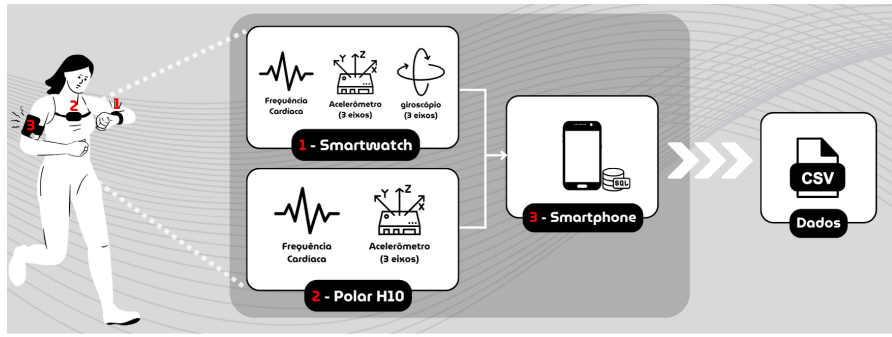 1
2
3
Y
Z
X
Frequência
Cardíaca
Acelerômetro
(3 eixos)
giroscópio
(3 eixos)
1 - Smartwatch
Y
Z
X
Frequência
Cardíaca
Acelerômetro
(3 eixos)
2 - Polar H10
SQL
3 - Smartphone
CSV
Dados